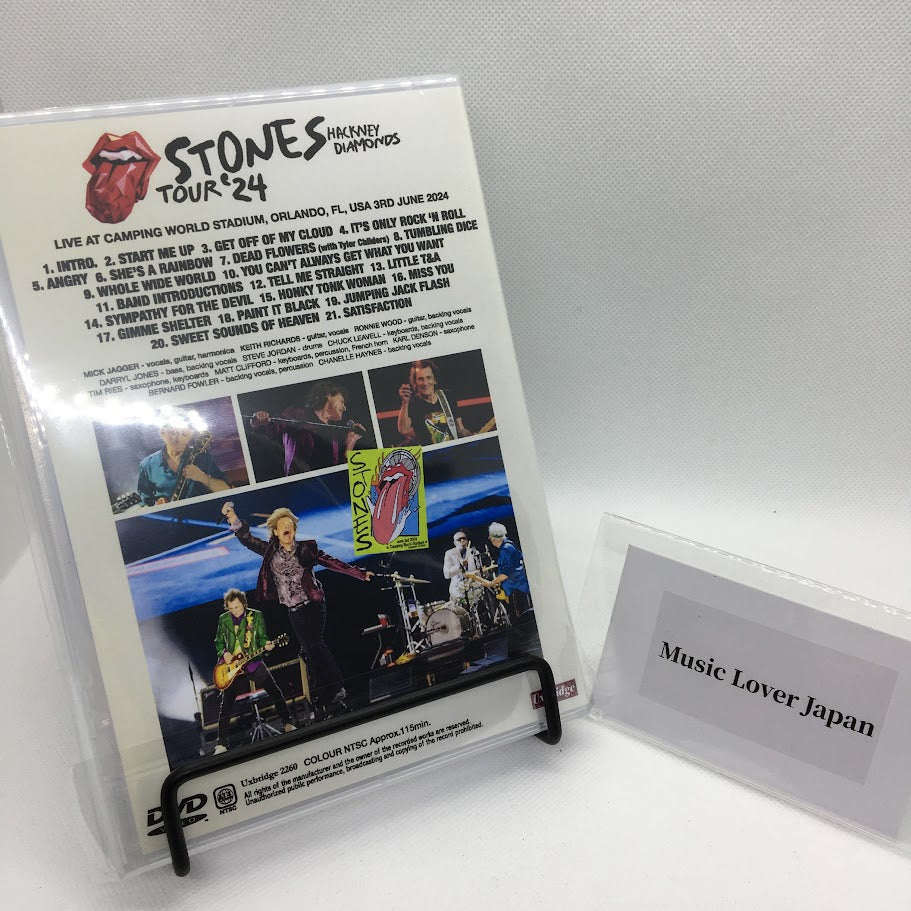 STONES HACKNEY DIAMONDS
TOUR '24
LIVE AT CAMPING WORLD STADIUM, ORLANDO, FL, USA 3RD JUNE 2024
1. INTRO. 2. START ME UP 3. GET OFF OF MY CLOUD 4. IT'S ONLY ROCK 'N ROLL
5. ANGRY 6. SHE'S A RAINBOW 7. DEAD FLOWERS (with Tyler Childers) 8. TUMBLING DICE
9. WHOLE WIDE WORLD 10. YOU CAN'T ALWAYS GET WHAT YOU WANT
11. BAND INTRODUCTIONS 12. TELL ME STRAIGHT 13. LITTLE T&A
14. SYMPATHY FOR THE DEVIL 15. HONKY TONK WOMAN 16. MISS YOU
17. GIMME SHELTER 18. PAINT IT BLACK 19. JUMPING JACK FLASH
20. SWEET SOUNDS OF HEAVEN 21. SATISFACTION
MICK JAGGER - vocals, guitar, harmonica KEITH RICHARDS - guitar, vocals RONNIE WOOD - guitar, backing vocals
DARRYL JONES - bass, backing vocals STEVE JORDAN - drums CHUCK LEAVELL - keyboards, backing vocals
TIM RIES - saxophone, keyboards MATT CLIFFORD - keyboards, percussion, French horn KARL DENSON - saxophone
BERNARD FOWLER - backing vocals, percussion CHANELLE HAYNES - backing vocals
STONES
June 3rd 2024
Uxbridge
Uxbridge 2260 COLOUR NTSC Approx.115min.
All rights of the manufacturer and the owner of the recorded works are reserved.
Unauthorized public performance, broadcasting and copying of the record prohibited.
DVD
VIDEO
NTSC
Music Lover Japan